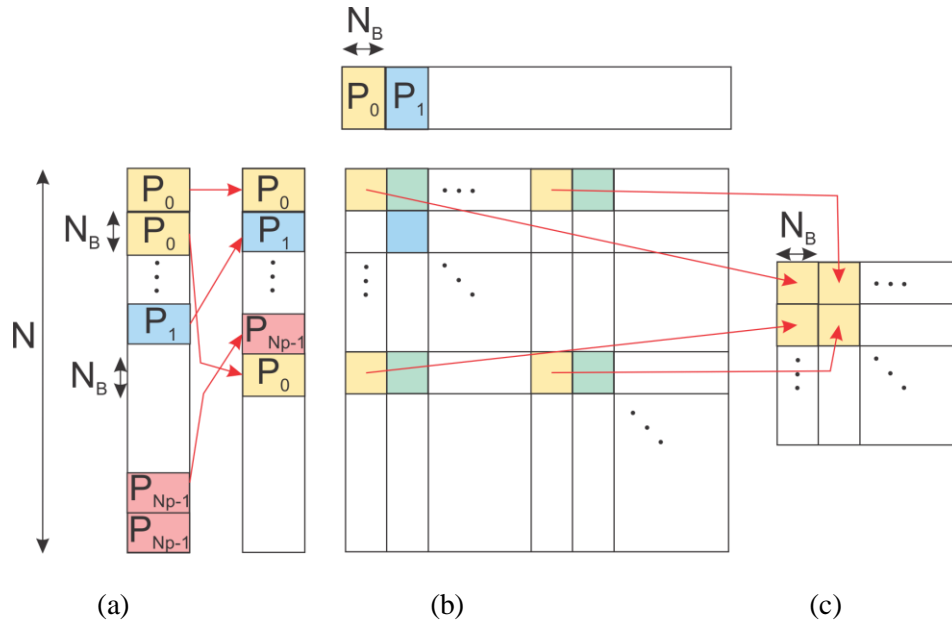 N_B
P_0 P_1
P_0 P_0 ...
N_B P_0 P_1 N_B
⋮ ⋮ ⋮ ⋱ ...
N P_1 P_Np-1
N_B P_0 ⋮ ⋱
⋱
P_Np-1
P_Np-1
(a) (b) (c)